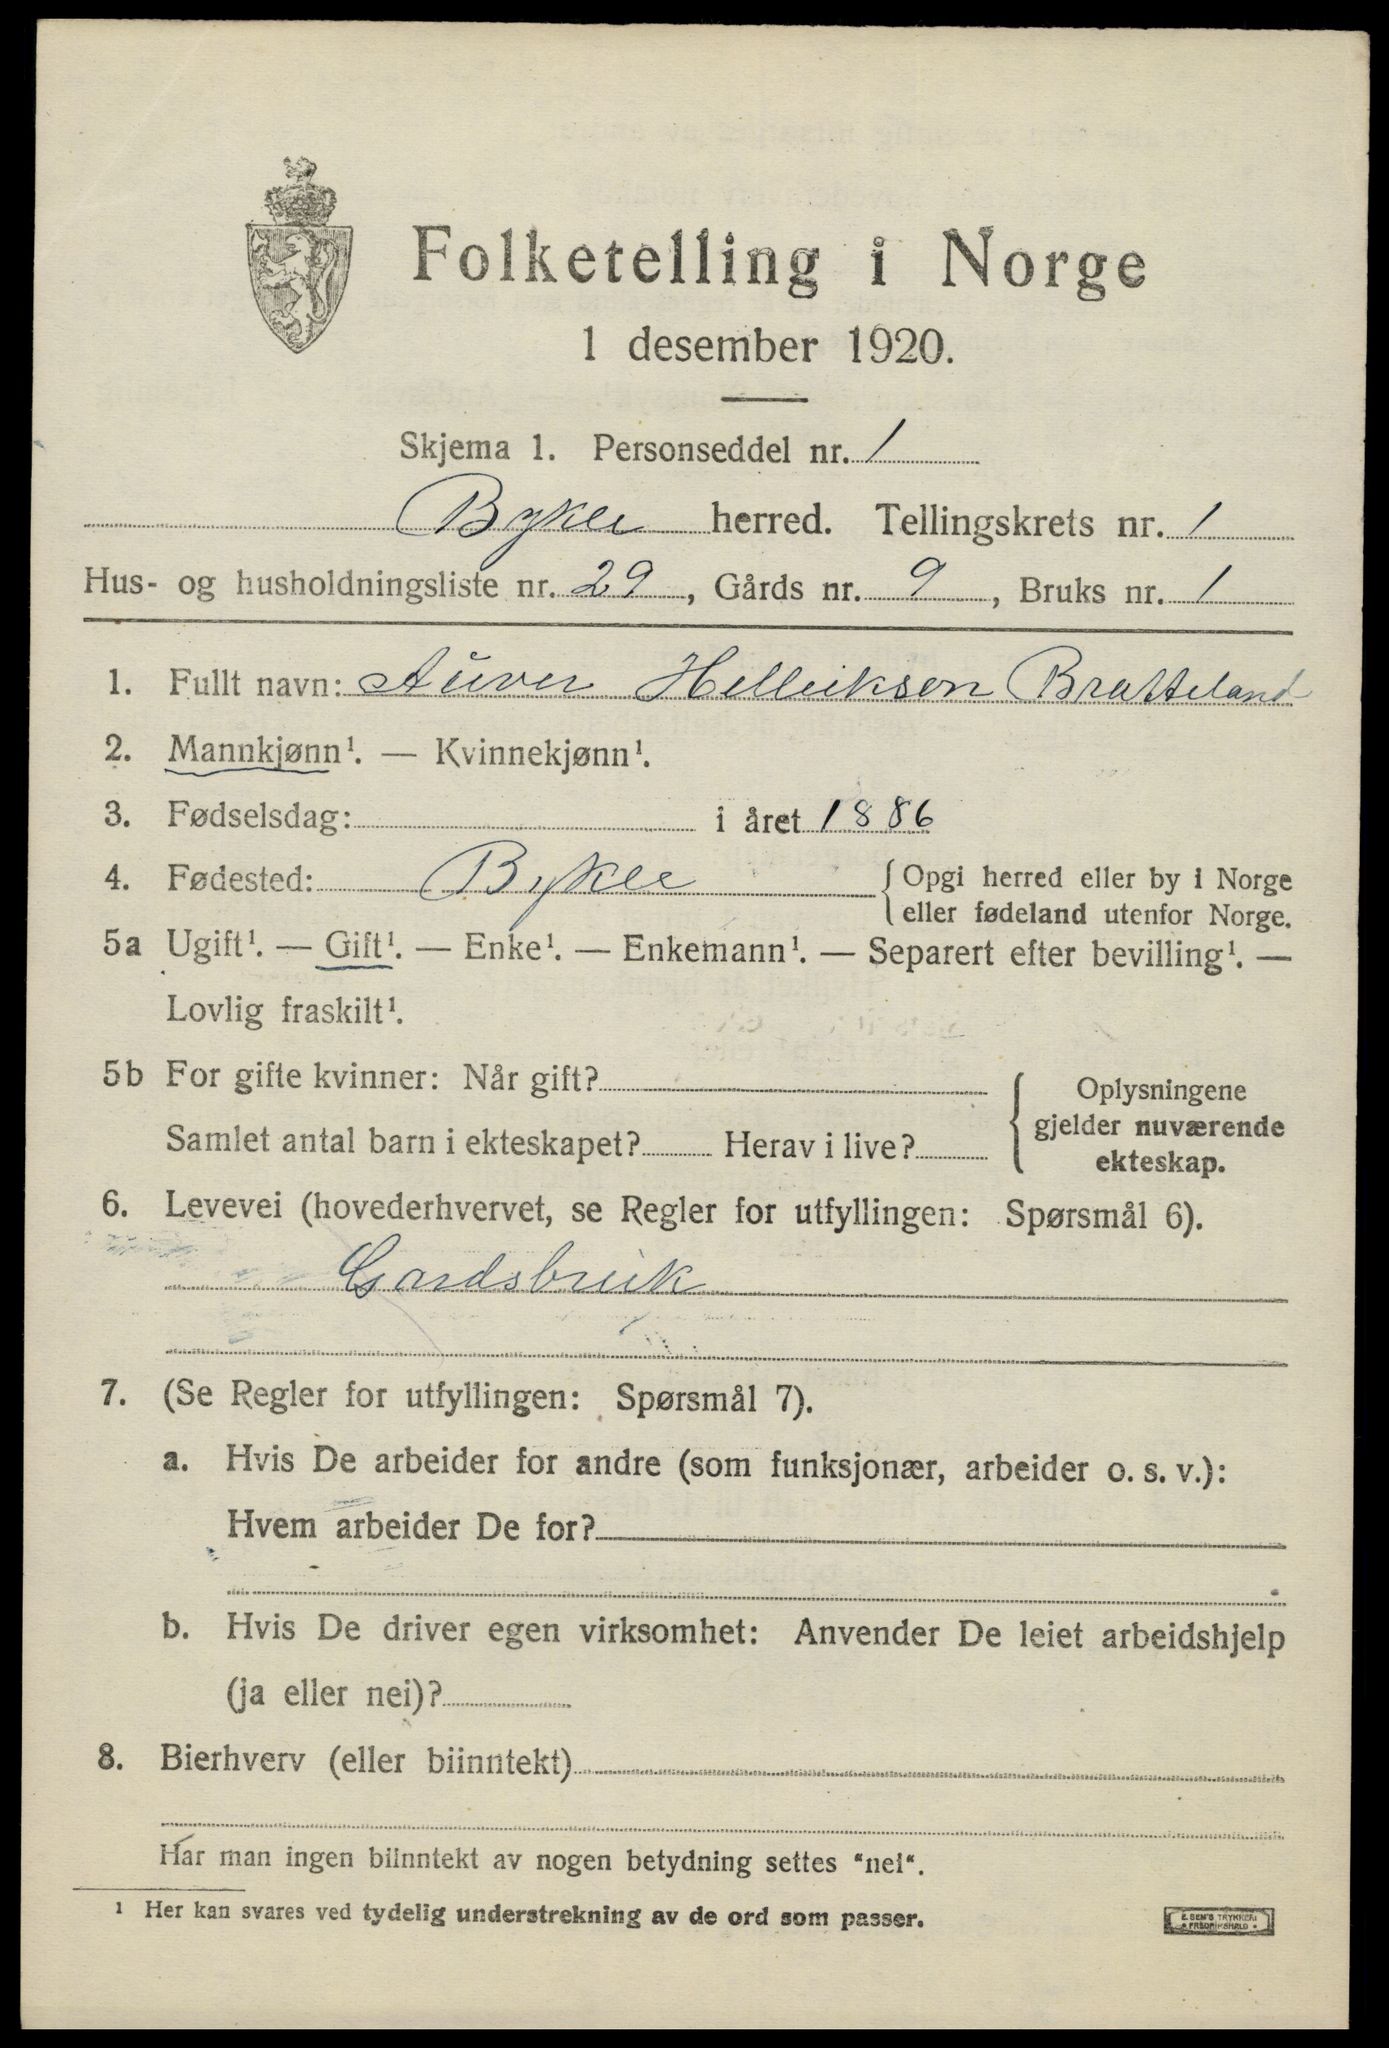 Folketelling i Norge
1 desember 1920.
Skjema 1. Personseddel nr. 1
Bykle herred. Tellingskrets nr. 1
Hus- og husholdningsliste nr. 29, Gårds nr. 9, Bruks nr. 1
1. Fullt navn: Auver Helleiksen Bratteland
2. Mannkjønn¹. — Kvinnekjønn¹.
3. Fødselsdag: i året 1886
4. Fødested: Bykle { Opgi herred eller by i Norge
eller fødeland utenfor Norge.
5a Ugift¹. — Gift¹. — Enke¹. — Enkemann¹. — Separert efter bevilling¹. —
Lovlig fraskilt¹.
5b For gifte kvinner: Når gift?
Samlet antal barn i ekteskapet? Herav i live?
{ Oplysningene
gjelder nuværende
ekteskap.
6. Levevei (hovederhvervet, se Regler for utfyllingen: Spørsmål 6).
Gardsbruk
7. (Se Regler for utfyllingen: Spørsmål 7).
a. Hvis De arbeider for andre (som funksjonær, arbeider o. s. v.):
Hvem arbeider De for?
b. Hvis De driver egen virksomhet: Anvender De leiet arbeidshjelp
(ja eller nei)?
8. Bierhverv (eller biinntekt)
Har man ingen biinntekt av nogen betydning settes "nei".
¹ Her kan svares ved tydelig understrekning av de ord som passer.
E. SEM'S TRYKKERI
FREDRIKSHALD